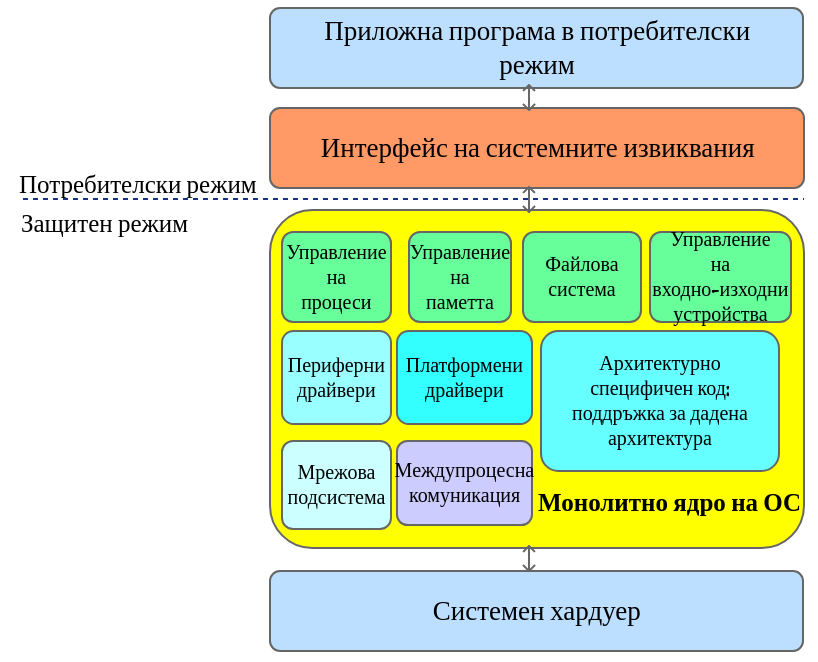 Приложна програма в потребителски
режим
Интерфейс на системните извиквания
Потребителски режим
Защитен режим
Управление
на
процеси
Управление
на
паметта
Файлова
система
Управление
на
входно-изходни
устройства
Периферни
драйвери
Платформени
драйвери
Архитектурно
специфичен код;
поддръжка за дадена
архитектура
Мрежова
подсистема
Междупроцесна
комуникация
Монолитно ядро на ОС
Системен хардуер